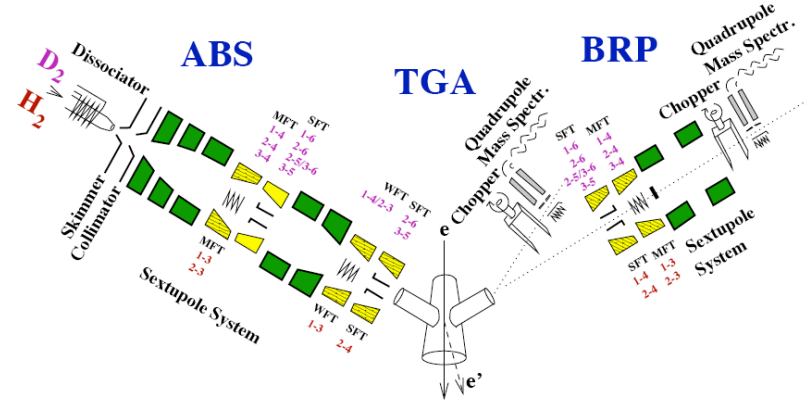 ABS
TGA
BRP
D2
H2
Dissociator
Skimmer
Collimator
MFT SFT
1-4 1-6
2-4 2-6
3-4 2-5/3-6
3-5
MFT
1-3
2-3
Sextupole System
WFT SFT
1-4/2-3 2-6
3-5
WFT SFT
1-3 2-4
e
e'
Chopper
Quadrupole
Mass Spectr.
SFT MFT
1-6 1-4
2-6 2-4
2-5/3-6 3-4
3-5
SFT MFT
1-4 1-3
2-4 2-3
Sextupole
System
Chopper
Quadrupole
Mass Spectr.